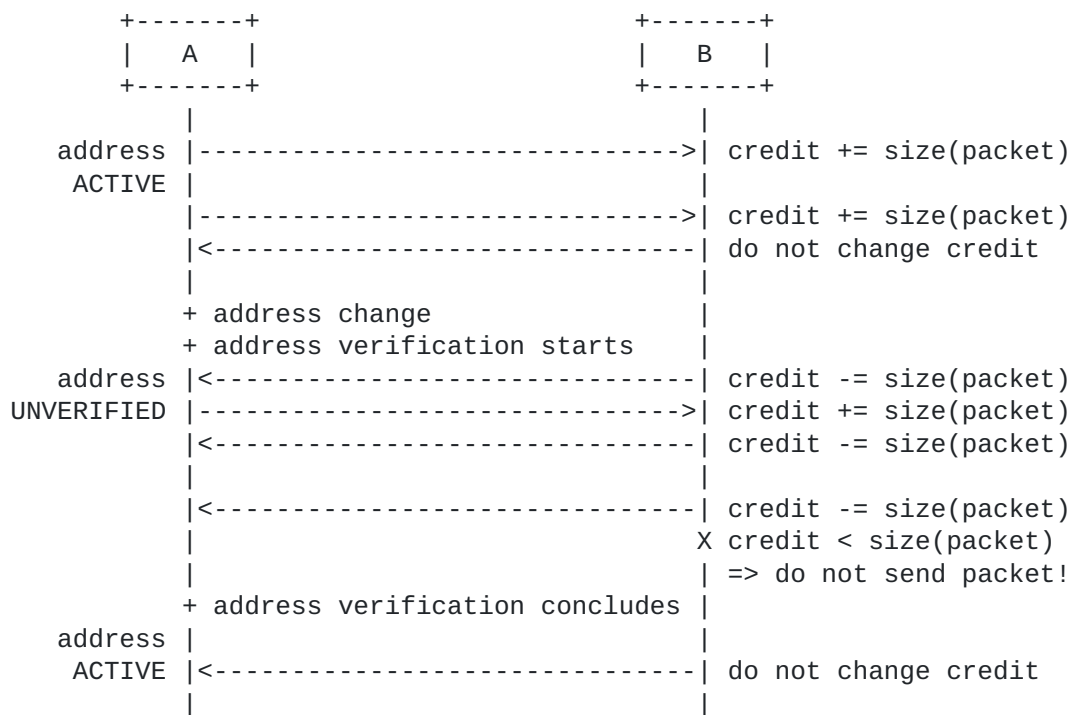 +-------+                        +-------+
|   A   |                        |   B   |
+-------+                        +-------+
|                                |
address |------------------------------->| credit += size(packet)
ACTIVE |                                |
|------------------------------->| credit += size(packet)
|<-------------------------------| do not change credit
|                                |
+ address change                 |
+ address verification starts    |
address |<-------------------------------| credit -= size(packet)
UNVERIFIED |------------------------------->| credit += size(packet)
|<-------------------------------| credit -= size(packet)
|                                |
|<-------------------------------| credit -= size(packet)
|                                X credit < size(packet)
|                                | => do not send packet!
+ address verification concludes |
address |                                |
ACTIVE |<-------------------------------| do not change credit
|                                |